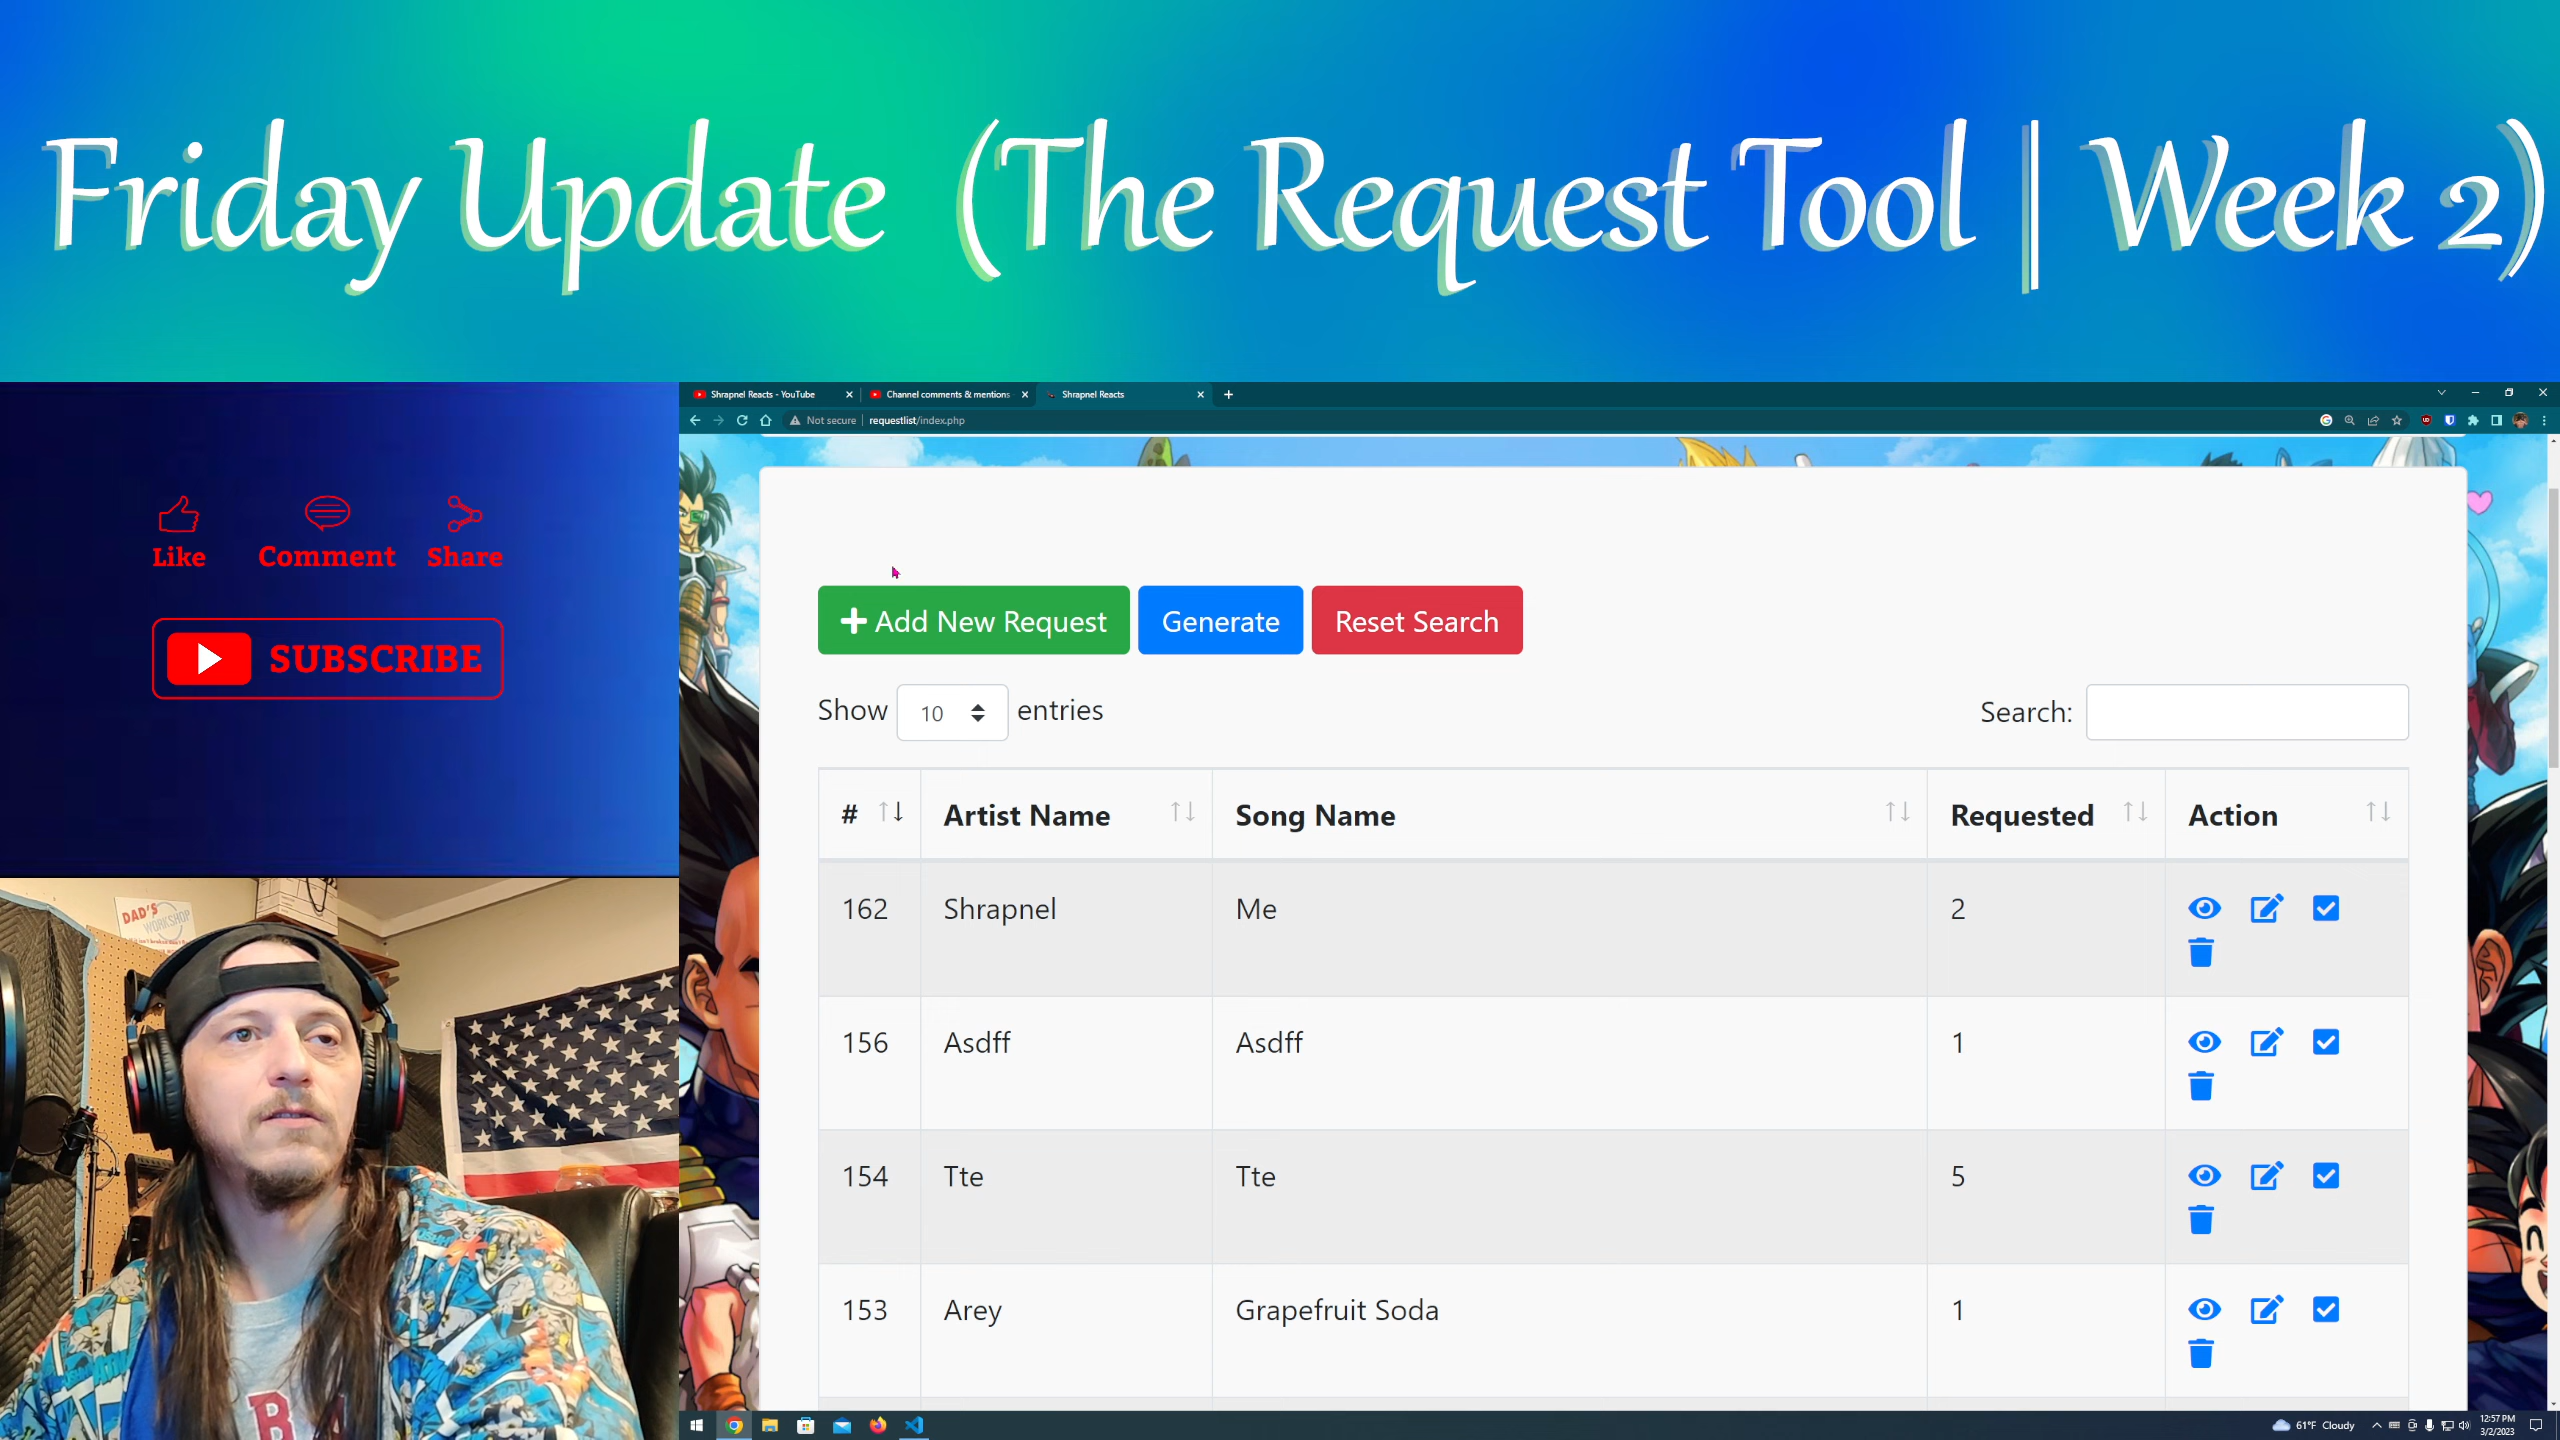 Friday Update (The Request Tool | Week 2)
Shrapnel Reacts - YouTube
Channel comments & mentions
Shrapnel Reacts
Not secure
requestlist/index.php
Like
Comment
Share
SUBSCRIBE
Add New Request
Generate
Reset Search
Show 10 entries
Search:
# Artist Name Song Name Requested Action
162 Shrapnel Me 2
156 Asdff Asdff 1
154 Tte Tte 5
153 Arey Grapefruit Soda 1
DAD'S
WORKSHOP
61°F Cloudy
12:57 PM
3/2/2023